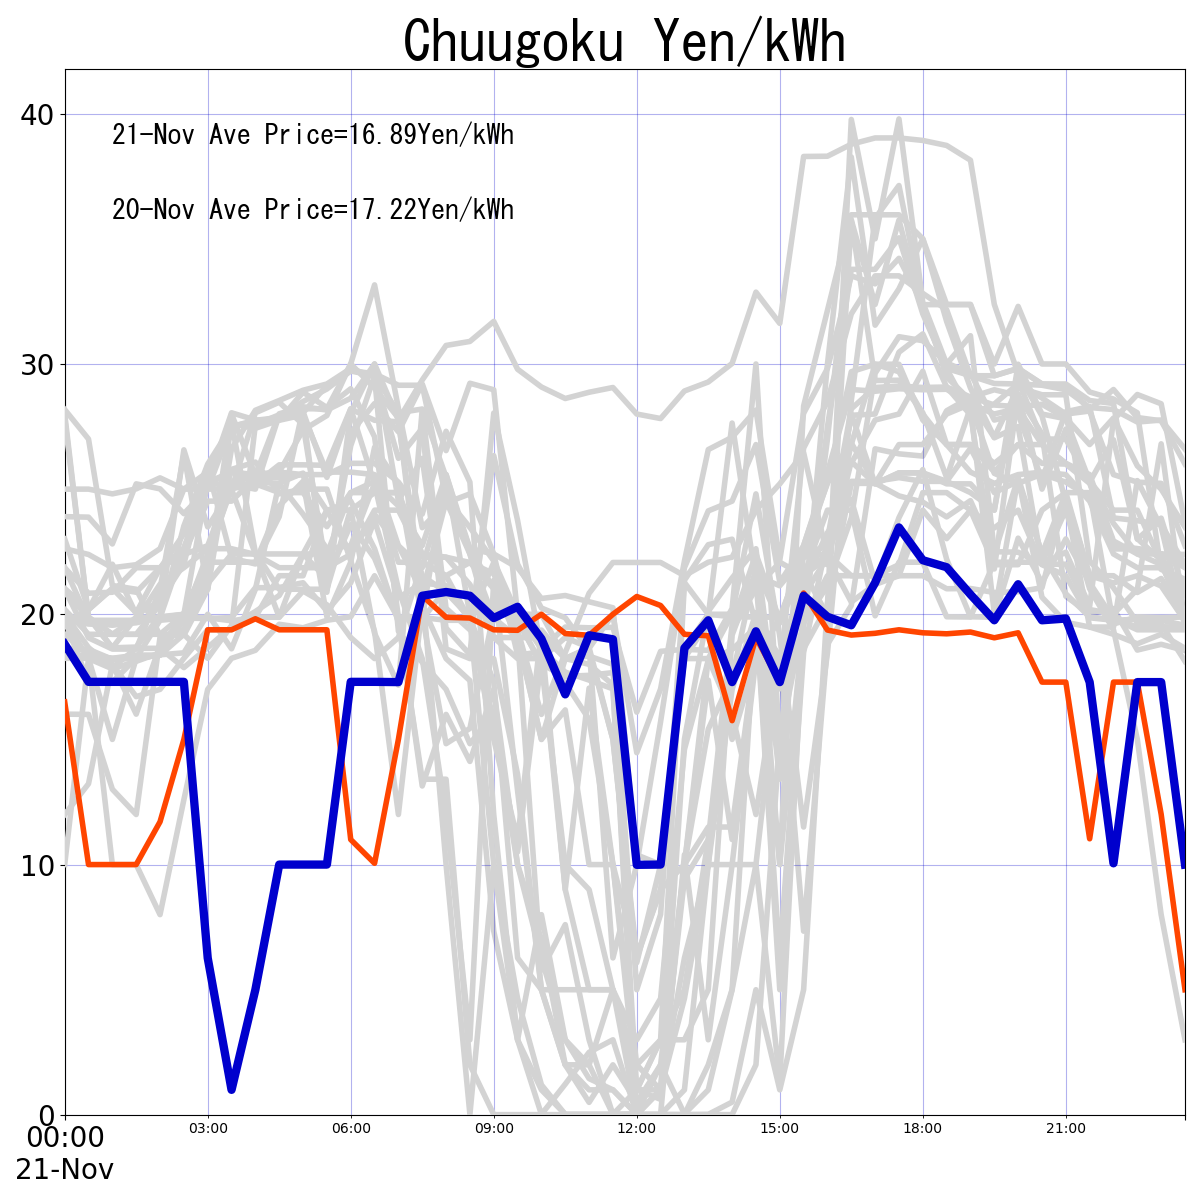 Chuugoku Yen/kWh
40
21-Nov Ave Price=16.89Yen/kWh
20-Nov Ave Price=17.22Yen/kWh
30
20
10
0
00:00 03:00 06:00 09:00 12:00 15:00 18:00 21:00
21-Nov